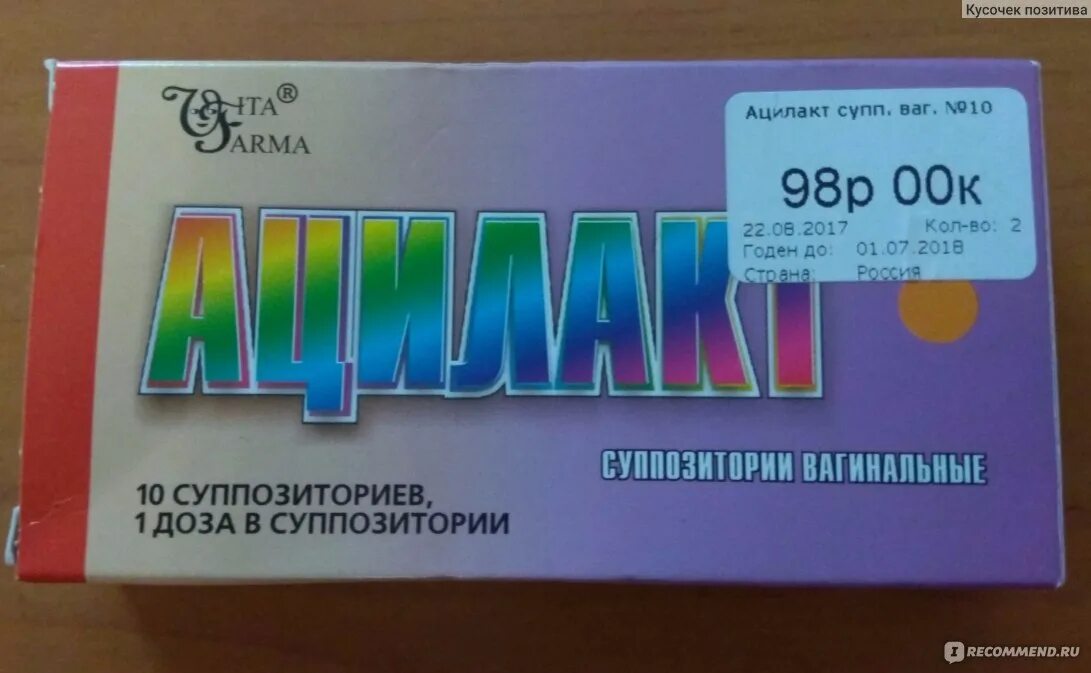 Кусочек позитива
VITA®
FARMA
Ацилакт супп. ваг. №10
98р 00к
22.08.2017 Кол-во: 2
Годен до: 01.07.2018
Страна: Россия
АЦИЛАКТ
СУППОЗИТОРИИ ВАГИНАЛЬНЫЕ
10 СУППОЗИТОРИЕВ,
1 ДОЗА В СУППОЗИТОРИИ
IRECOMMEND.RU